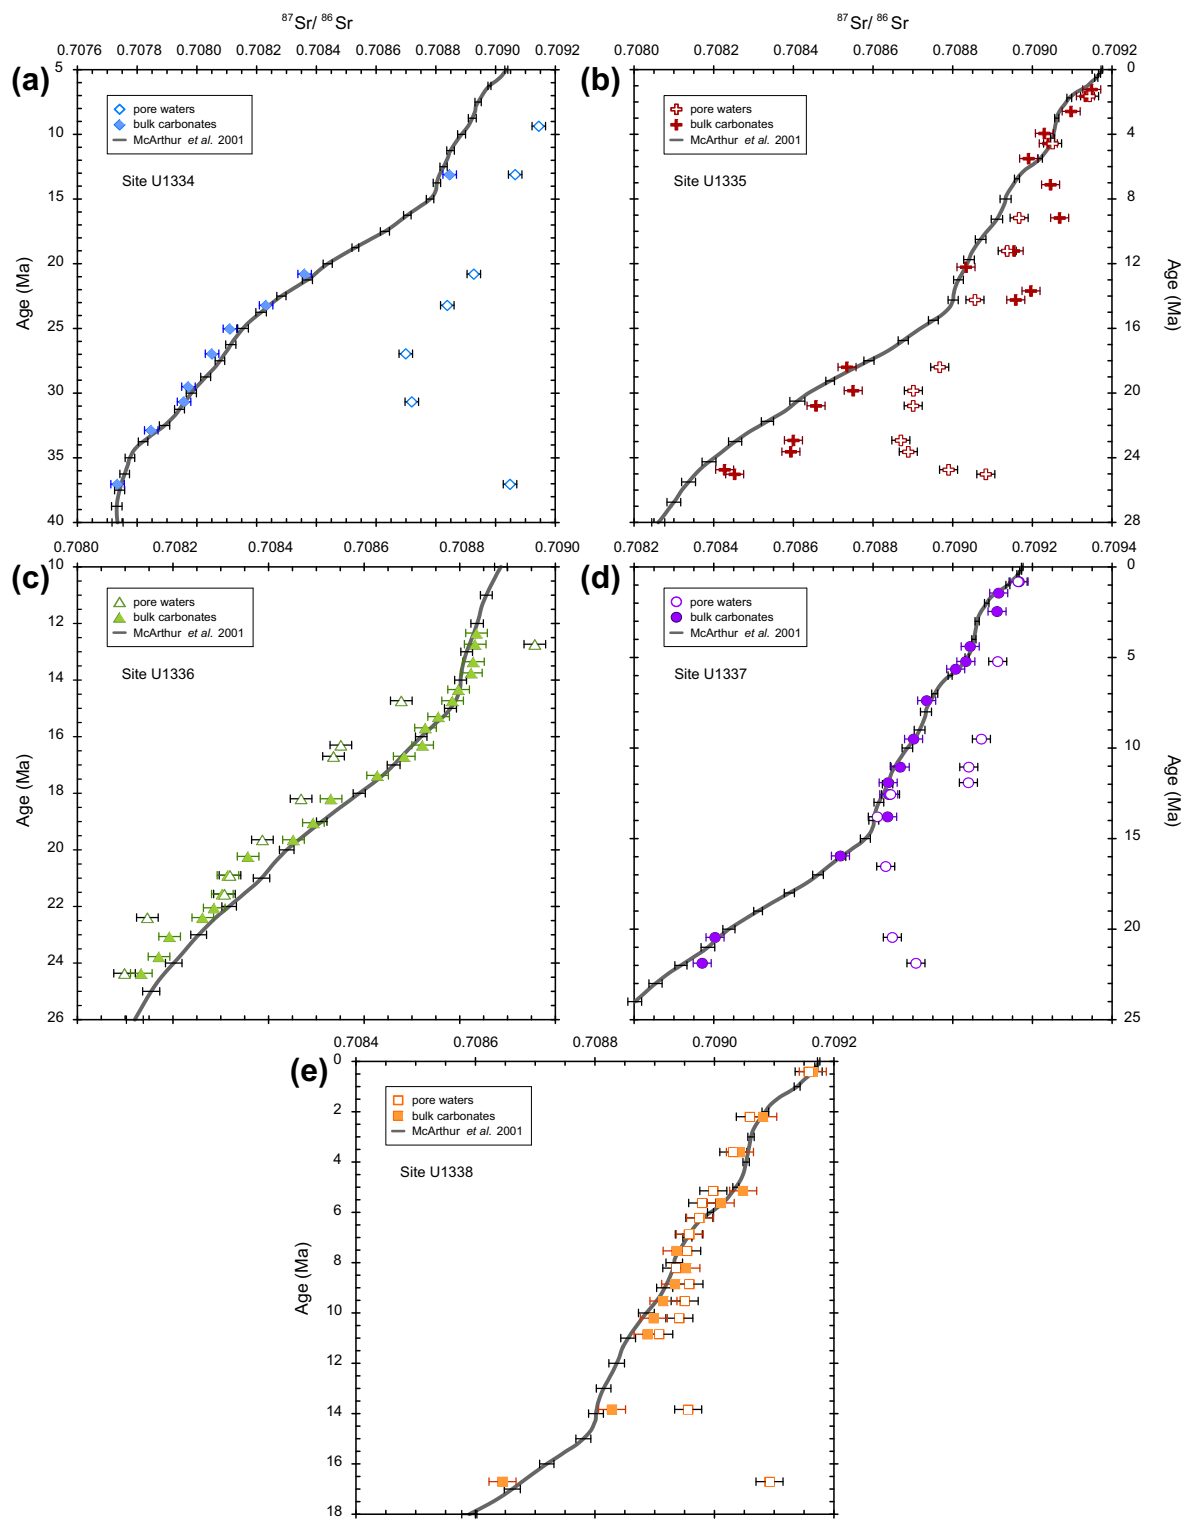 87Sr/ 86Sr
87Sr/ 86Sr
0.7076 0.7078 0.7080 0.7082 0.7084 0.7086 0.7088 0.7090 0.7092
0.7080 0.7082 0.7084 0.7086 0.7088 0.7090 0.7092
(a)
5
10
15
20
25
30
35
40
Age (Ma)
pore waters
bulk carbonates
McArthur et al. 2001
Site U1334
(b)
0
4
8
12
16
20
24
28
Age (Ma)
pore waters
bulk carbonates
McArthur et al. 2001
Site U1335
0.7080 0.7082 0.7084 0.7086 0.7088 0.7090
0.7082 0.7084 0.7086 0.7088 0.7090 0.7092 0.7094
(c)
10
12
14
16
18
20
22
24
26
Age (Ma)
pore waters
bulk carbonates
McArthur et al. 2001
Site U1336
(d)
0
5
10
15
20
25
Age (Ma)
pore waters
bulk carbonates
McArthur et al. 2001
Site U1337
0.7084 0.7086 0.7088 0.7090 0.7092
(e)
0
2
4
6
8
10
12
14
16
18
Age (Ma)
pore waters
bulk carbonates
McArthur et al. 2001
Site U1338